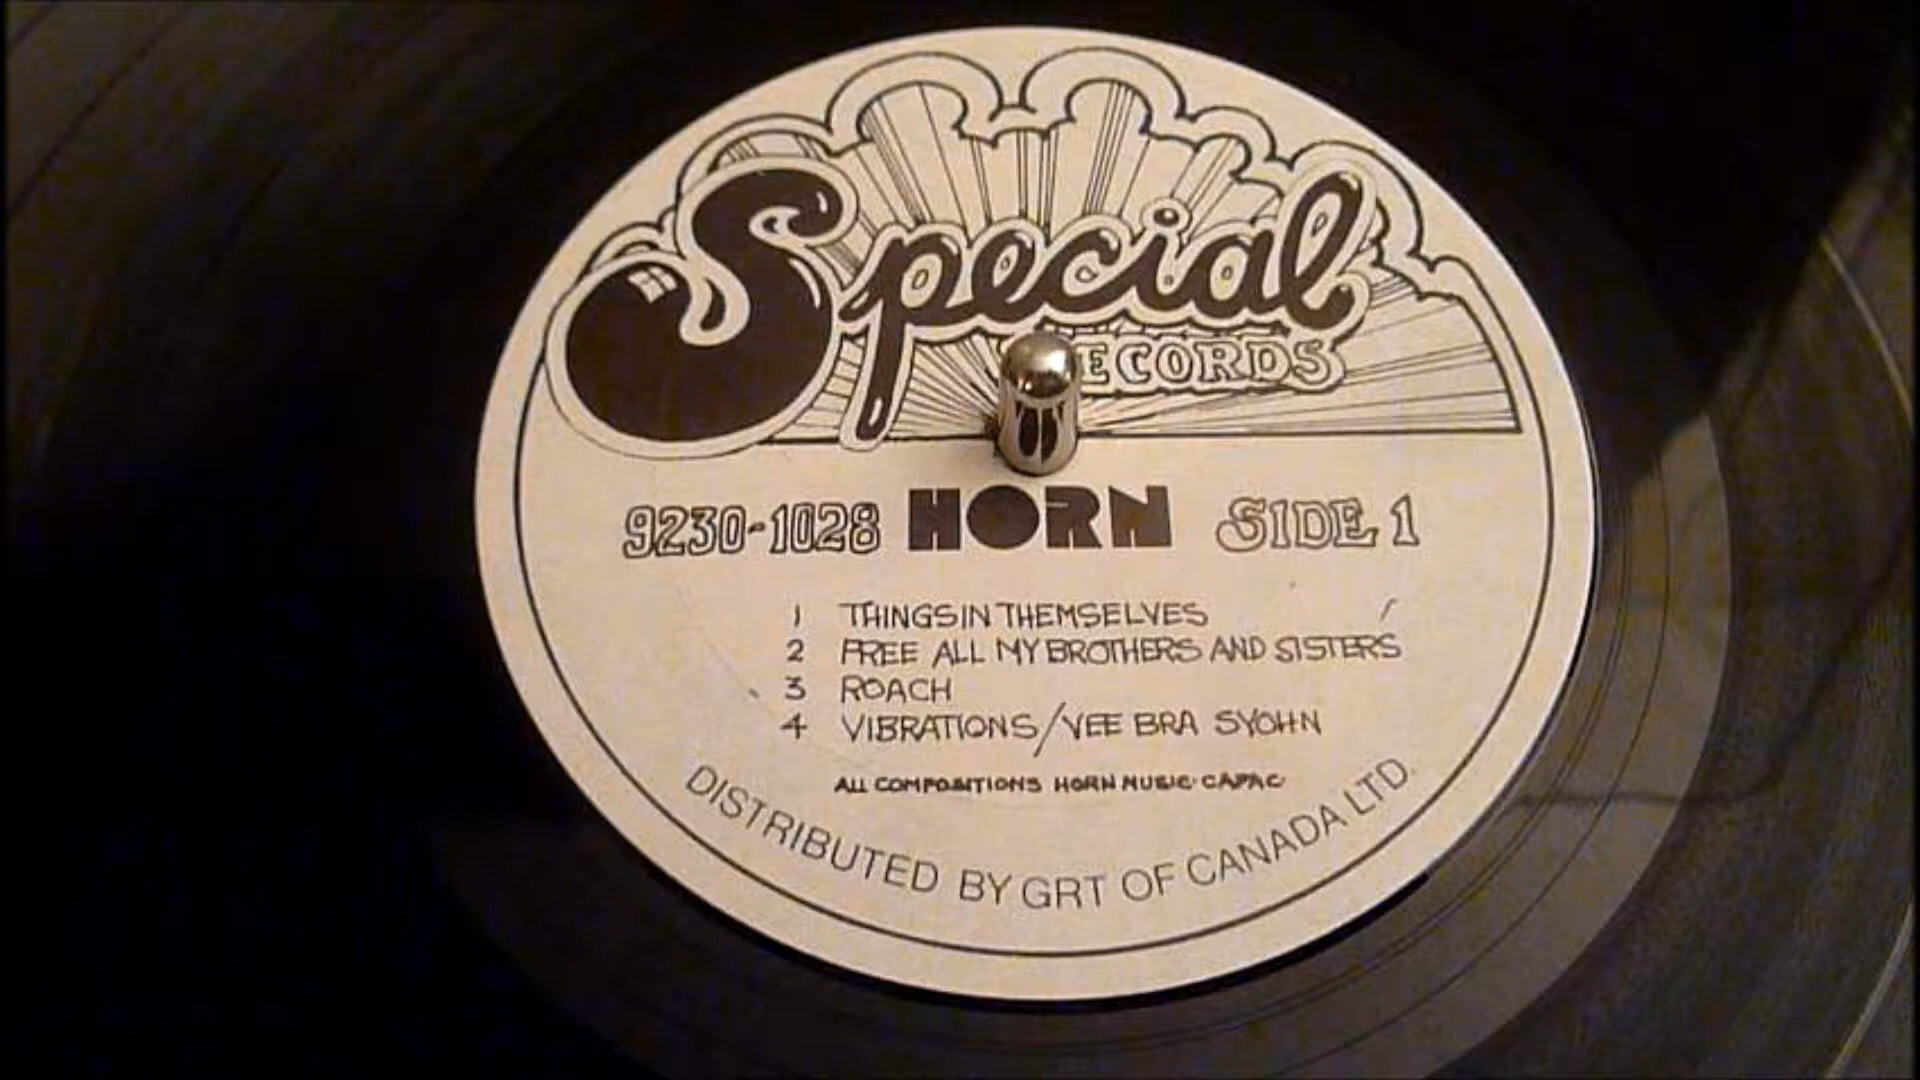 Special
RECORDS
9230-1028 HORN SIDE 1
1 THINGS IN THEMSELVES
2 FREE ALL MY BROTHERS AND SISTERS
3 ROACH
4 VIBRATIONS/VEE BRA SYOHN
ALL COMPOSITIONS HORN MUSIC CAPAC
DISTRIBUTED BY GRT OF CANADA LTD.